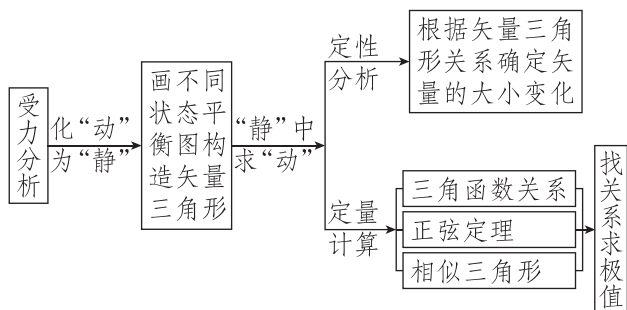 受力分析
化“动”
为“静”
画不同
状态平
衡图构
造矢量
三角形
“静”中
求“动”
定性
分析
根据矢量三角
形关系确定矢
量的大小变化
定量
计算
三角函数关系
正弦定理
相似三角形
找关系求极值